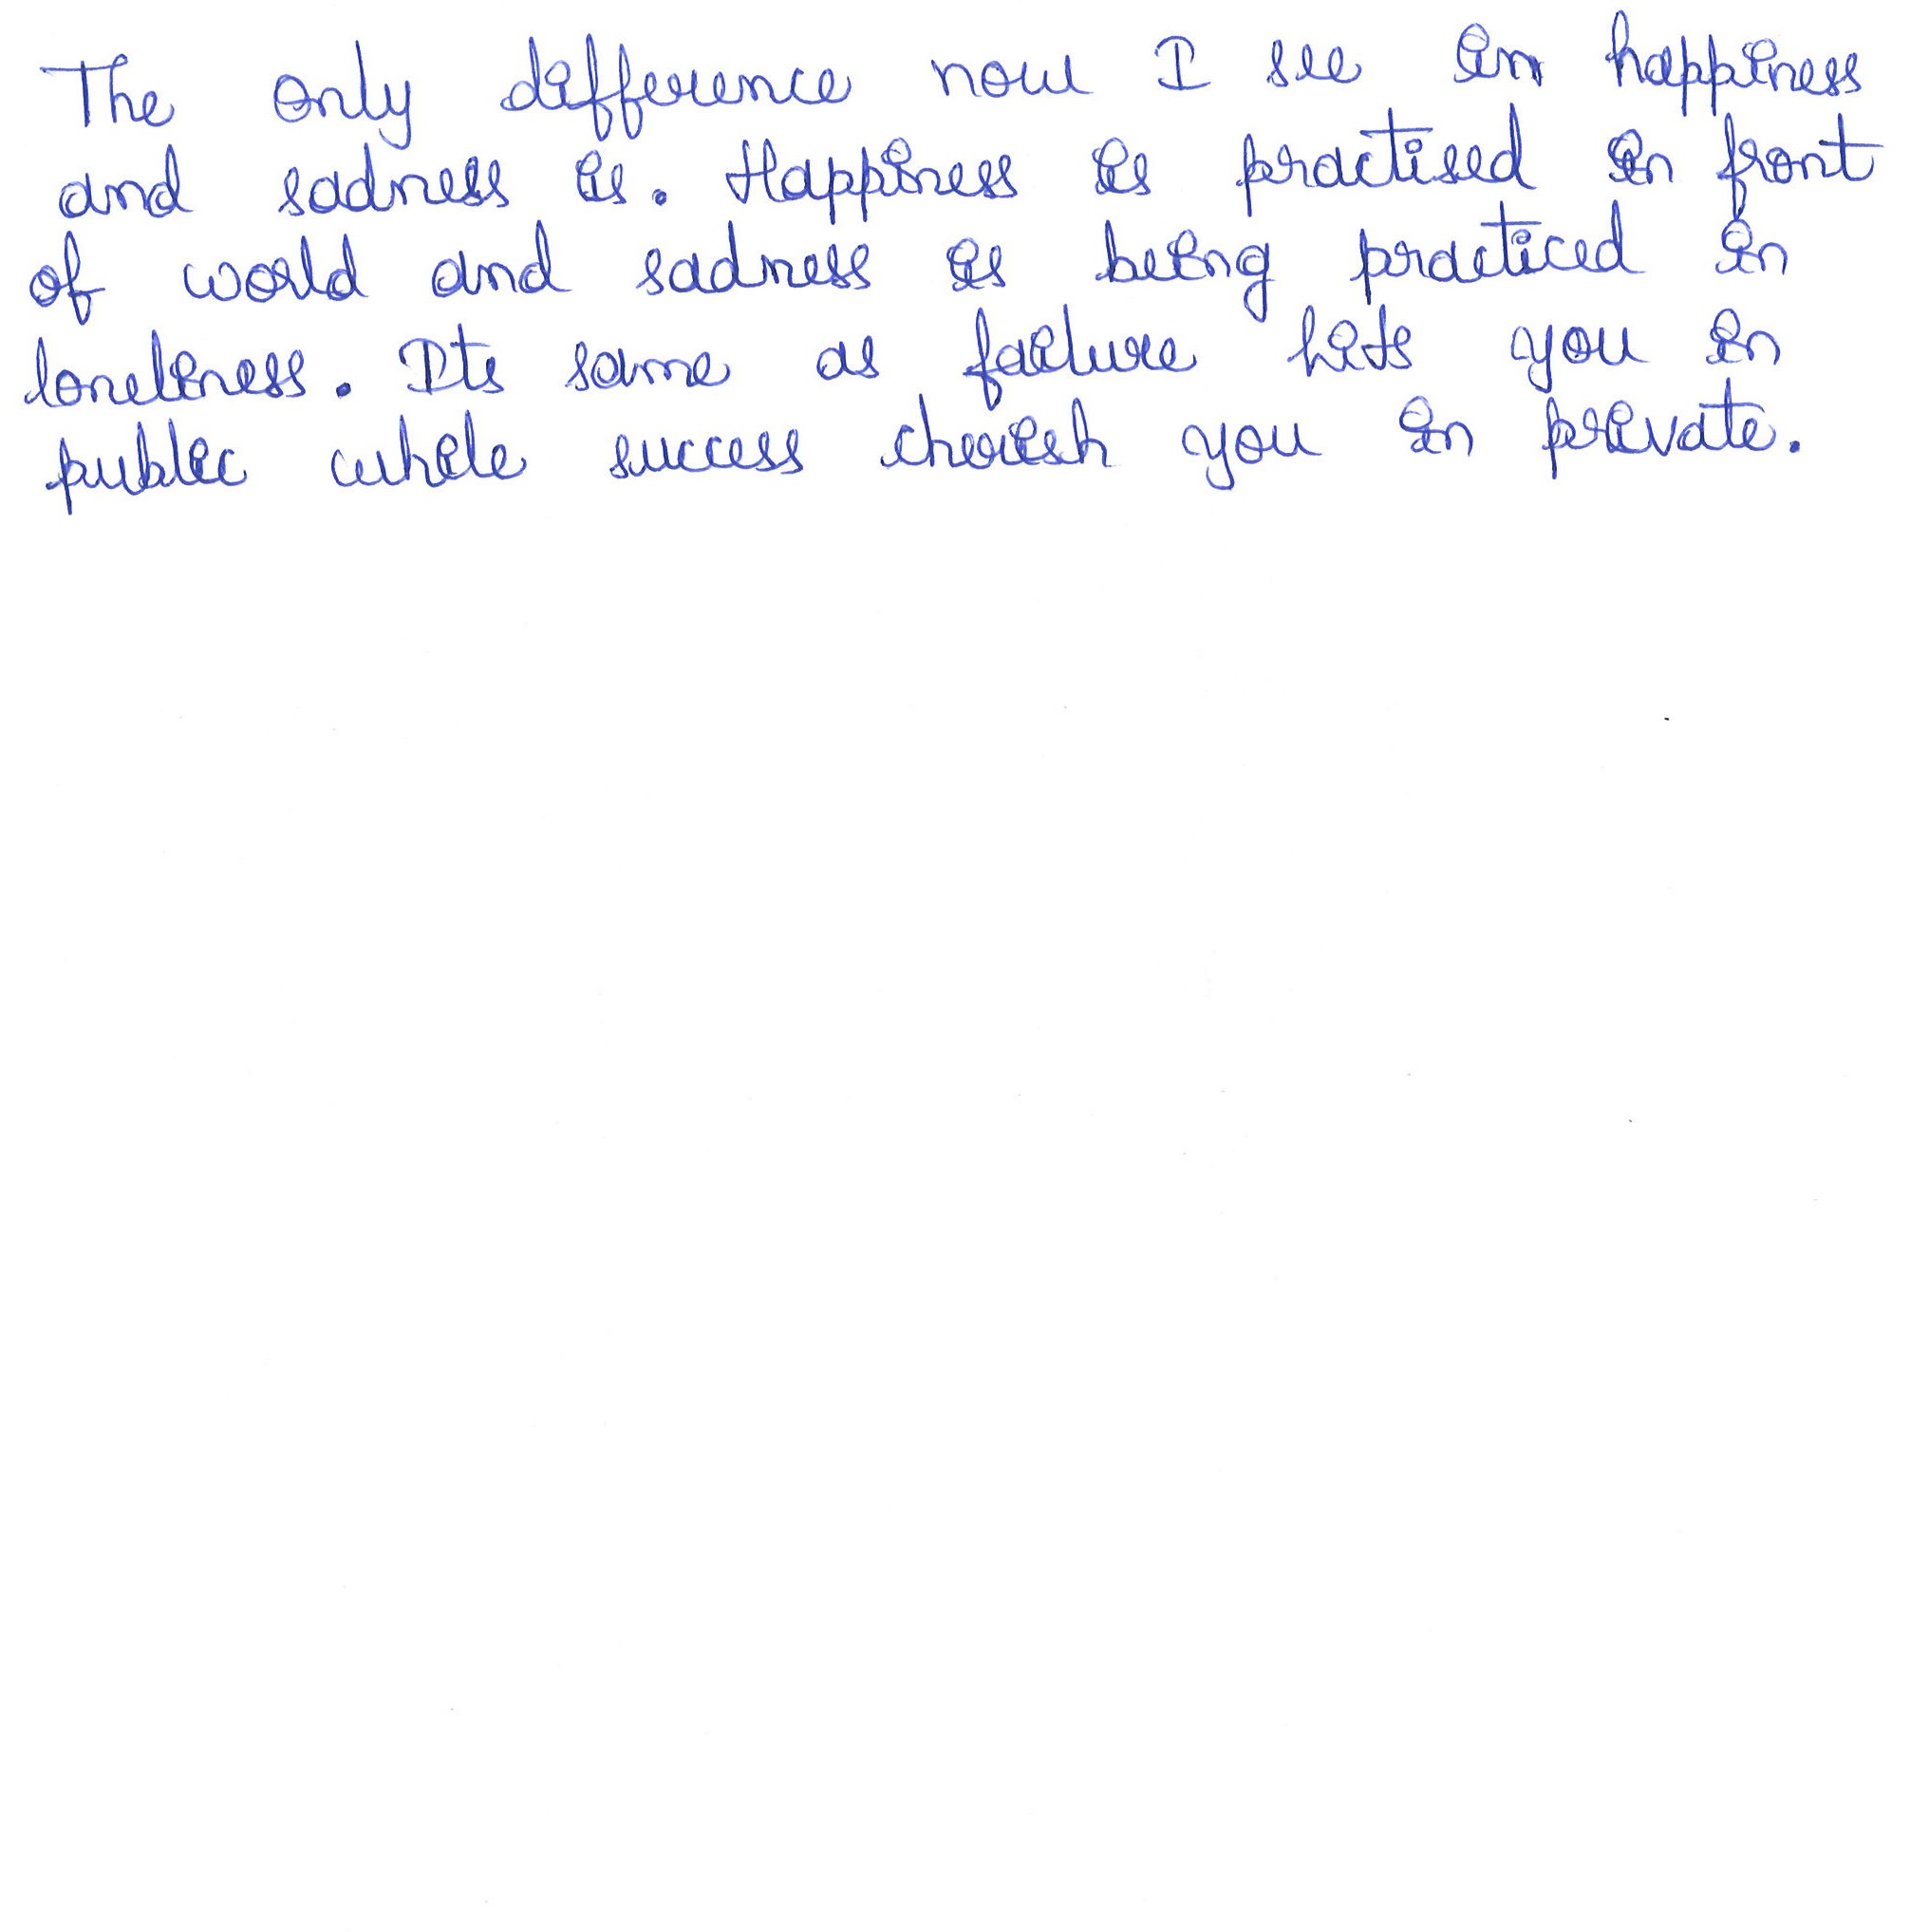 The only difference now I see in happiness
and sadness is. Happiness is practised in front
of world and sadness is being practiced in
loneliness. Its same as failure hits you in
public while success cherish you in private.